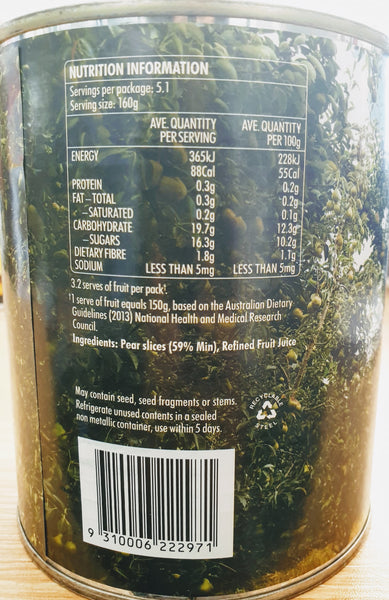 NUTRITION INFORMATION
Servings per package: 5.1
Serving size: 160g
AVE. QUANTITY PER SERVING AVE. QUANTITY PER 100g
ENERGY 365kJ 228kJ
88Cal 55Cal
PROTEIN 0.3g 0.2g
FAT–TOTAL 0.3g 0.2g
–SATURATED 0.2g 0.1g
CARBOHYDRATE 19.7g 12.3g
–SUGARS 16.3g 10.2g
DIETARY FIBRE 1.8g 1.1g
SODIUM LESS THAN 5mg LESS THAN 5mg
3.2 serves of fruit per pack¹.
¹1 serve of fruit equals 150g, based on the Australian Dietary
Guidelines (2013) National Health and Medical Research
Council.
Ingredients: Pear slices (59% Min), Refined Fruit Juice
May contain seed, seed fragments or stems.
Refrigerate unused contents in a sealed
non metallic container, use within 5 days.
RECYCLABLE STEEL
9 310006 222971